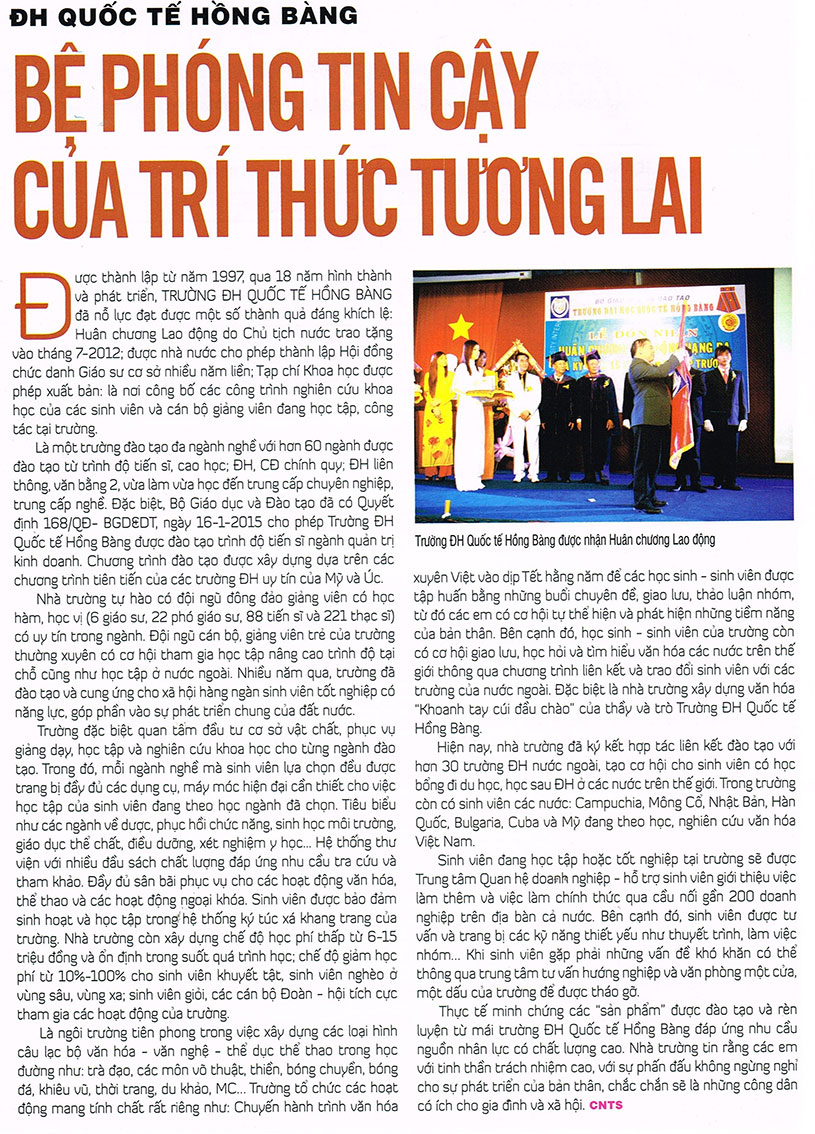 ĐH QUỐC TẾ HỒNG BÀNG
BỆ PHÓNG TIN CẬY
CỦA TRÍ THỨC TƯƠNG LAI
Được thành lập từ năm 1997, qua 18 năm hình thành
và phát triển, TRƯỜNG ĐH QUỐC TẾ HỒNG BÀNG
đã nỗ lực đạt được một số thành quả đáng khích lệ:
Huân chương Lao động do Chủ tịch nước trao tặng
vào tháng 7-2012; được nhà nước cho phép thành lập Hội đồng
chức danh Giáo sư cơ sở nhiều năm liền; Tạp chí Khoa học được
phép xuất bản: là nơi công bố các công trình nghiên cứu khoa
học của các sinh viên và cán bộ giảng viên đang học tập, công
tác tại trường.
Là một trường đào tạo đa ngành nghề với hơn 60 ngành được
đào tạo từ trình độ tiến sĩ, cao học; ĐH, CĐ chính quy; ĐH liên
thông, văn bằng 2, vừa làm vừa học đến trung cấp chuyên nghiệp,
trung cấp nghề. Đặc biệt, Bộ Giáo dục và Đào tạo đã có Quyết
định 168/QĐ- BGD&ĐT, ngày 16-1-2015 cho phép Trường ĐH
Quốc tế Hồng Bàng được đào tạo trình độ tiến sĩ ngành quản trị
kinh doanh. Chương trình đào tạo được xây dựng dựa trên các
chương trình tiên tiến của các trường ĐH uy tín của Mỹ và Úc.
Nhà trường tự hào có đội ngũ đông đảo giảng viên có học
hàm, học vị (6 giáo sư, 22 phó giáo sư, 88 tiến sĩ và 221 thạc sĩ)
có uy tín trong ngành. Đội ngũ cán bộ, giảng viên trẻ của trường
thường xuyên có cơ hội tham gia học tập nâng cao trình độ tại
chỗ cũng như học tập ở nước ngoài. Nhiều năm qua, trường đã
đào tạo và cung ứng cho xã hội hàng ngàn sinh viên tốt nghiệp có
năng lực, góp phần vào sự phát triển chung của đất nước.
Trường đặc biệt quan tâm đầu tư cơ sở vật chất, phục vụ
giảng dạy, học tập và nghiên cứu khoa học cho từng ngành đào
tạo. Trong đó, mỗi ngành nghề mà sinh viên lựa chọn đều được
trang bị đầy đủ các dụng cụ, máy móc hiện đại cần thiết cho việc
học tập của sinh viên đang theo học ngành đã chọn. Tiêu biểu
như các ngành về dược, phục hồi chức năng, sinh học môi trường,
giáo dục thể chất, điều dưỡng, xét nghiệm y học... Hệ thống thư
viện với nhiều đầu sách chất lượng đáp ứng nhu cầu tra cứu và
tham khảo. Đầy đủ sân bãi phục vụ cho các hoạt động văn hóa,
thể thao và các hoạt động ngoại khóa. Sinh viên được bảo đảm
sinh hoạt và học tập trong hệ thống ký túc xá khang trang của
trường. Nhà trường còn xây dựng chế độ học phí thấp từ 6-15
triệu đồng và ổn định trong suốt quá trình học; chế độ giảm học
phí từ 10%-100% cho sinh viên khuyết tật, sinh viên nghèo ở
vùng sâu, vùng xa; sinh viên giỏi, các cán bộ Đoàn – hội tích cực
tham gia các hoạt động của trường.
Là ngôi trường tiên phong trong việc xây dựng các loại hình
câu lạc bộ văn hóa – văn nghệ – thể dục thể thao trong học
đường như: trà đạo, các môn võ thuật, thiền, bóng chuyền, bóng
đá, khiêu vũ, thời trang, du khảo, MC... Trường tổ chức các hoạt
động mang tính chất rất riêng như: Chuyến hành trình văn hóa
BỘ GIÁO DỤC VÀ ĐÀO TẠO
TRƯỜNG ĐẠI HỌC QUỐC TẾ HỒNG BÀNG
LỄ ĐÓN NHẬN
HUÂN CHƯƠNG
Trường ĐH Quốc tế Hồng Bàng được nhận Huân chương Lao động
xuyên Việt vào dịp Tết hằng năm để các học sinh – sinh viên được
tập huấn bằng những buổi chuyên đề, giao lưu, thảo luận nhóm,
từ đó các em có cơ hội tự thể hiện và phát hiện những tiềm năng
của bản thân. Bên cạnh đó, học sinh – sinh viên của trường còn
có cơ hội giao lưu, học hỏi và tìm hiểu văn hóa các nước trên thế
giới thông qua chương trình liên kết và trao đổi sinh viên với các
trường của nước ngoài. Đặc biệt là nhà trường xây dựng văn hóa
“Khoanh tay cúi đầu chào” của thầy và trò Trường ĐH Quốc tế
Hồng Bàng.
Hiện nay, nhà trường đã ký kết hợp tác liên kết đào tạo với
hơn 30 trường ĐH nước ngoài, tạo cơ hội cho sinh viên có học
bổng đi du học, học sau ĐH ở các nước trên thế giới. Trong trường
còn có sinh viên các nước: Campuchia, Mông Cổ, Nhật Bản, Hàn
Quốc, Bulgaria, Cuba và Mỹ đang theo học, nghiên cứu văn hóa
Việt Nam.
Sinh viên đang học tập hoặc tốt nghiệp tại trường sẽ được
Trung tâm Quan hệ doanh nghiệp – hỗ trợ sinh viên giới thiệu việc
làm thêm và việc làm chính thức qua cầu nối gần 200 doanh
nghiệp trên địa bàn cả nước. Bên cạnh đó, sinh viên được tư
vấn và trang bị các kỹ năng thiết yếu như thuyết trình, làm việc
nhóm... Khi sinh viên gặp phải những vấn đề khó khăn có thể
thông qua trung tâm tư vấn hướng nghiệp và văn phòng một cửa,
một dấu của trường để được tháo gỡ.
Thực tế minh chứng các “sản phẩm” được đào tạo và rèn
luyện từ mái trường ĐH Quốc tế Hồng Bàng đáp ứng nhu cầu
nguồn nhân lực có chất lượng cao. Nhà trường tin rằng các em
với tinh thần trách nhiệm cao, với sự phấn đấu không ngừng nghỉ
cho sự phát triển của bản thân, chắc chắn sẽ là những công dân
có ích cho gia đình và xã hội. CNTS